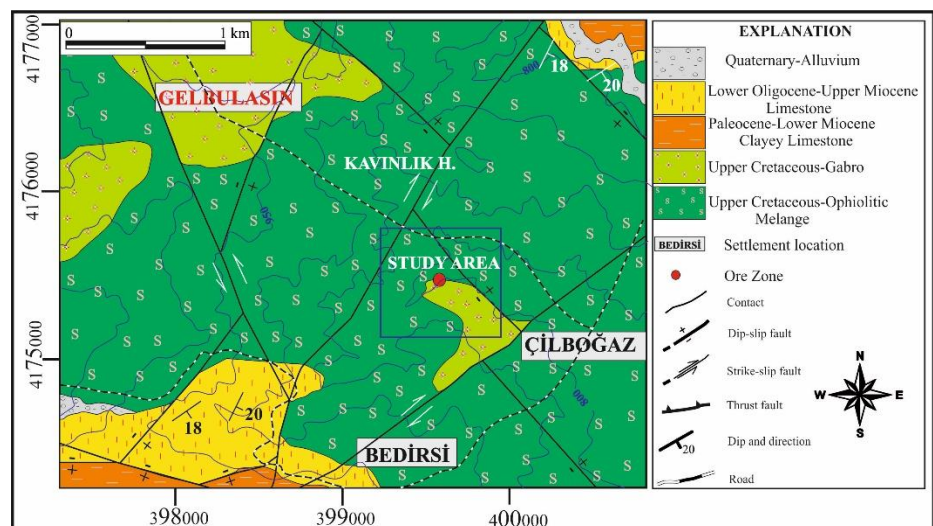 0 1 km
4177000
4176000
4175000
398000
399000
400000
GELBULASIN
KAVINLIK H.
STUDY AREA
ÇİLBOĞAZ
BEDİRSİ
800
950
800
18
20
18
20
EXPLANATION
Quaternary-Alluvium
Lower Oligocene-Upper Miocene
Limestone
Paleocene-Lower Miocene
Clayey Limestone
Upper Cretaceous-Gabro
Upper Cretaceous-Ophiolitic
Melange
BEDİRSİ Settlement location
Ore Zone
Contact
Dip-slip fault
Strike-slip fault
Thrust fault
20 Dip and direction
Road
N
W E
S